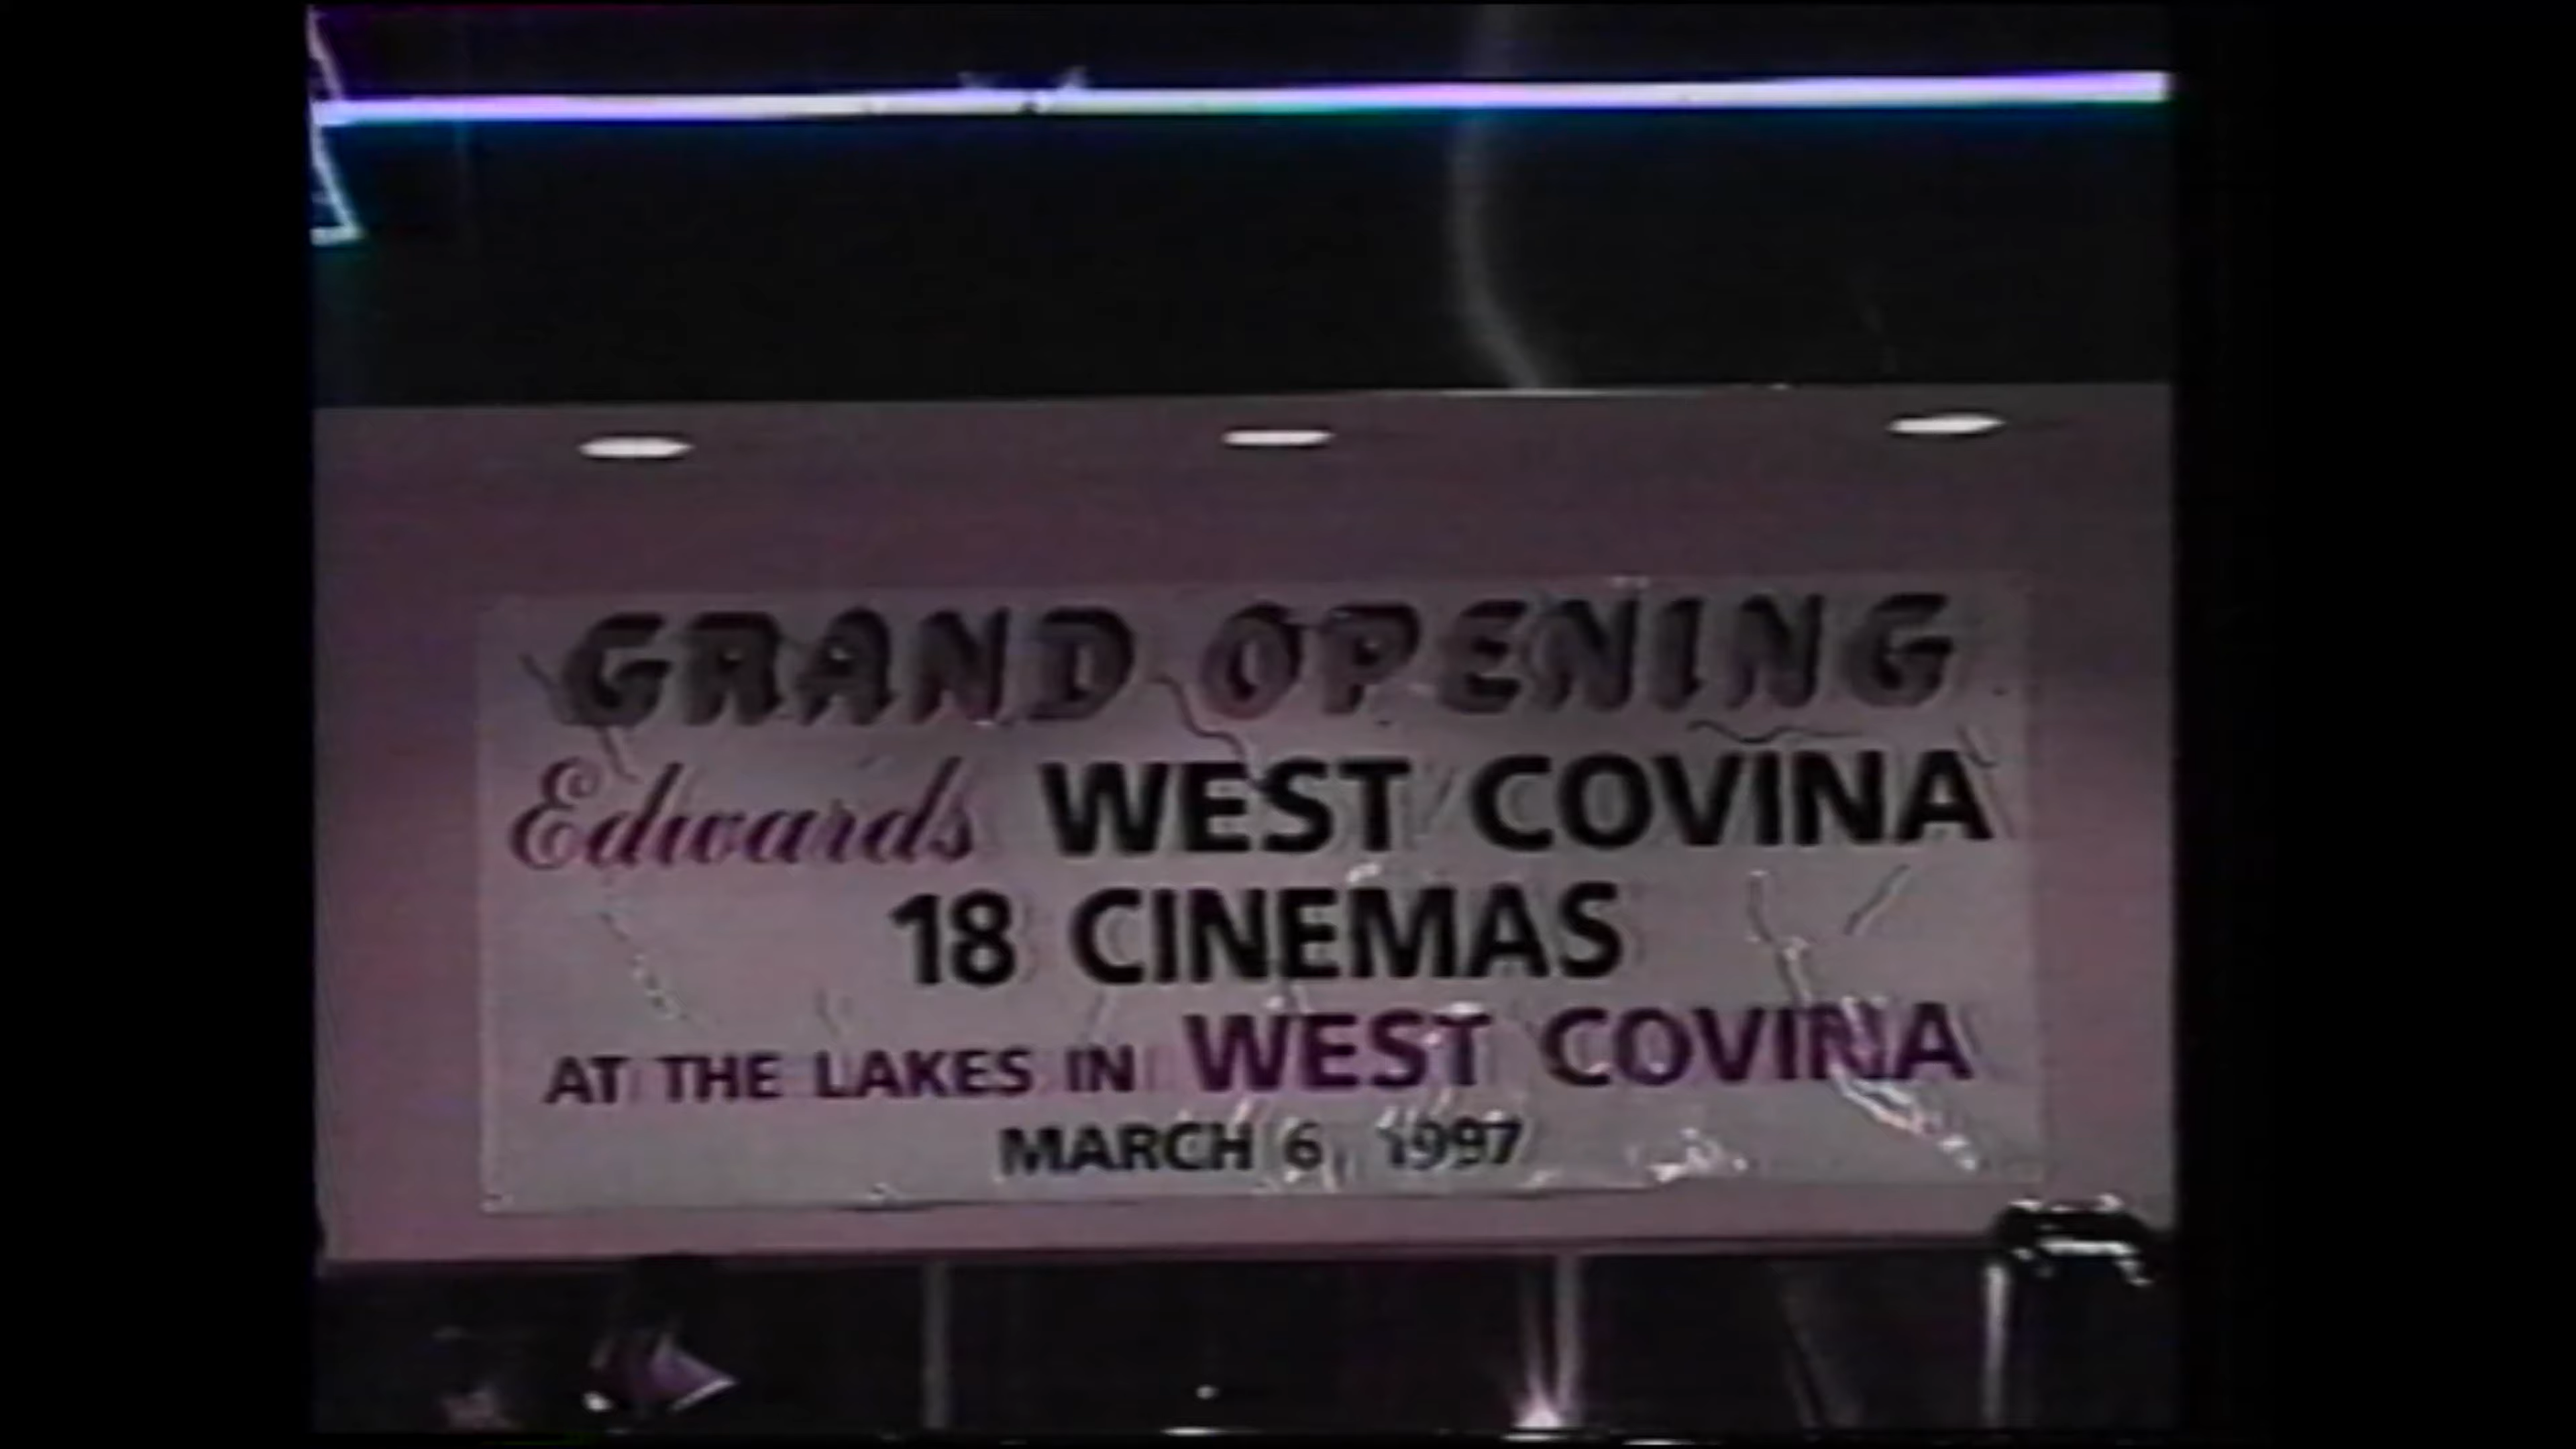 GRAND OPENING
Edwards WEST COVINA
18 CINEMAS
AT THE LAKES IN WEST COVINA
MARCH 6, 1997